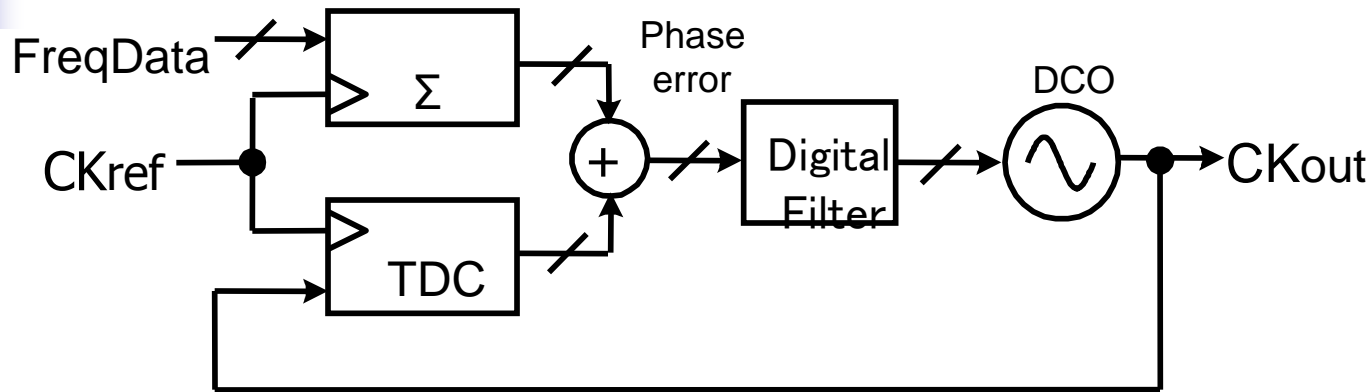 FreqData
Σ
Phase
error
DCO
CKref
+
Digital
Filter
CKout
TDC